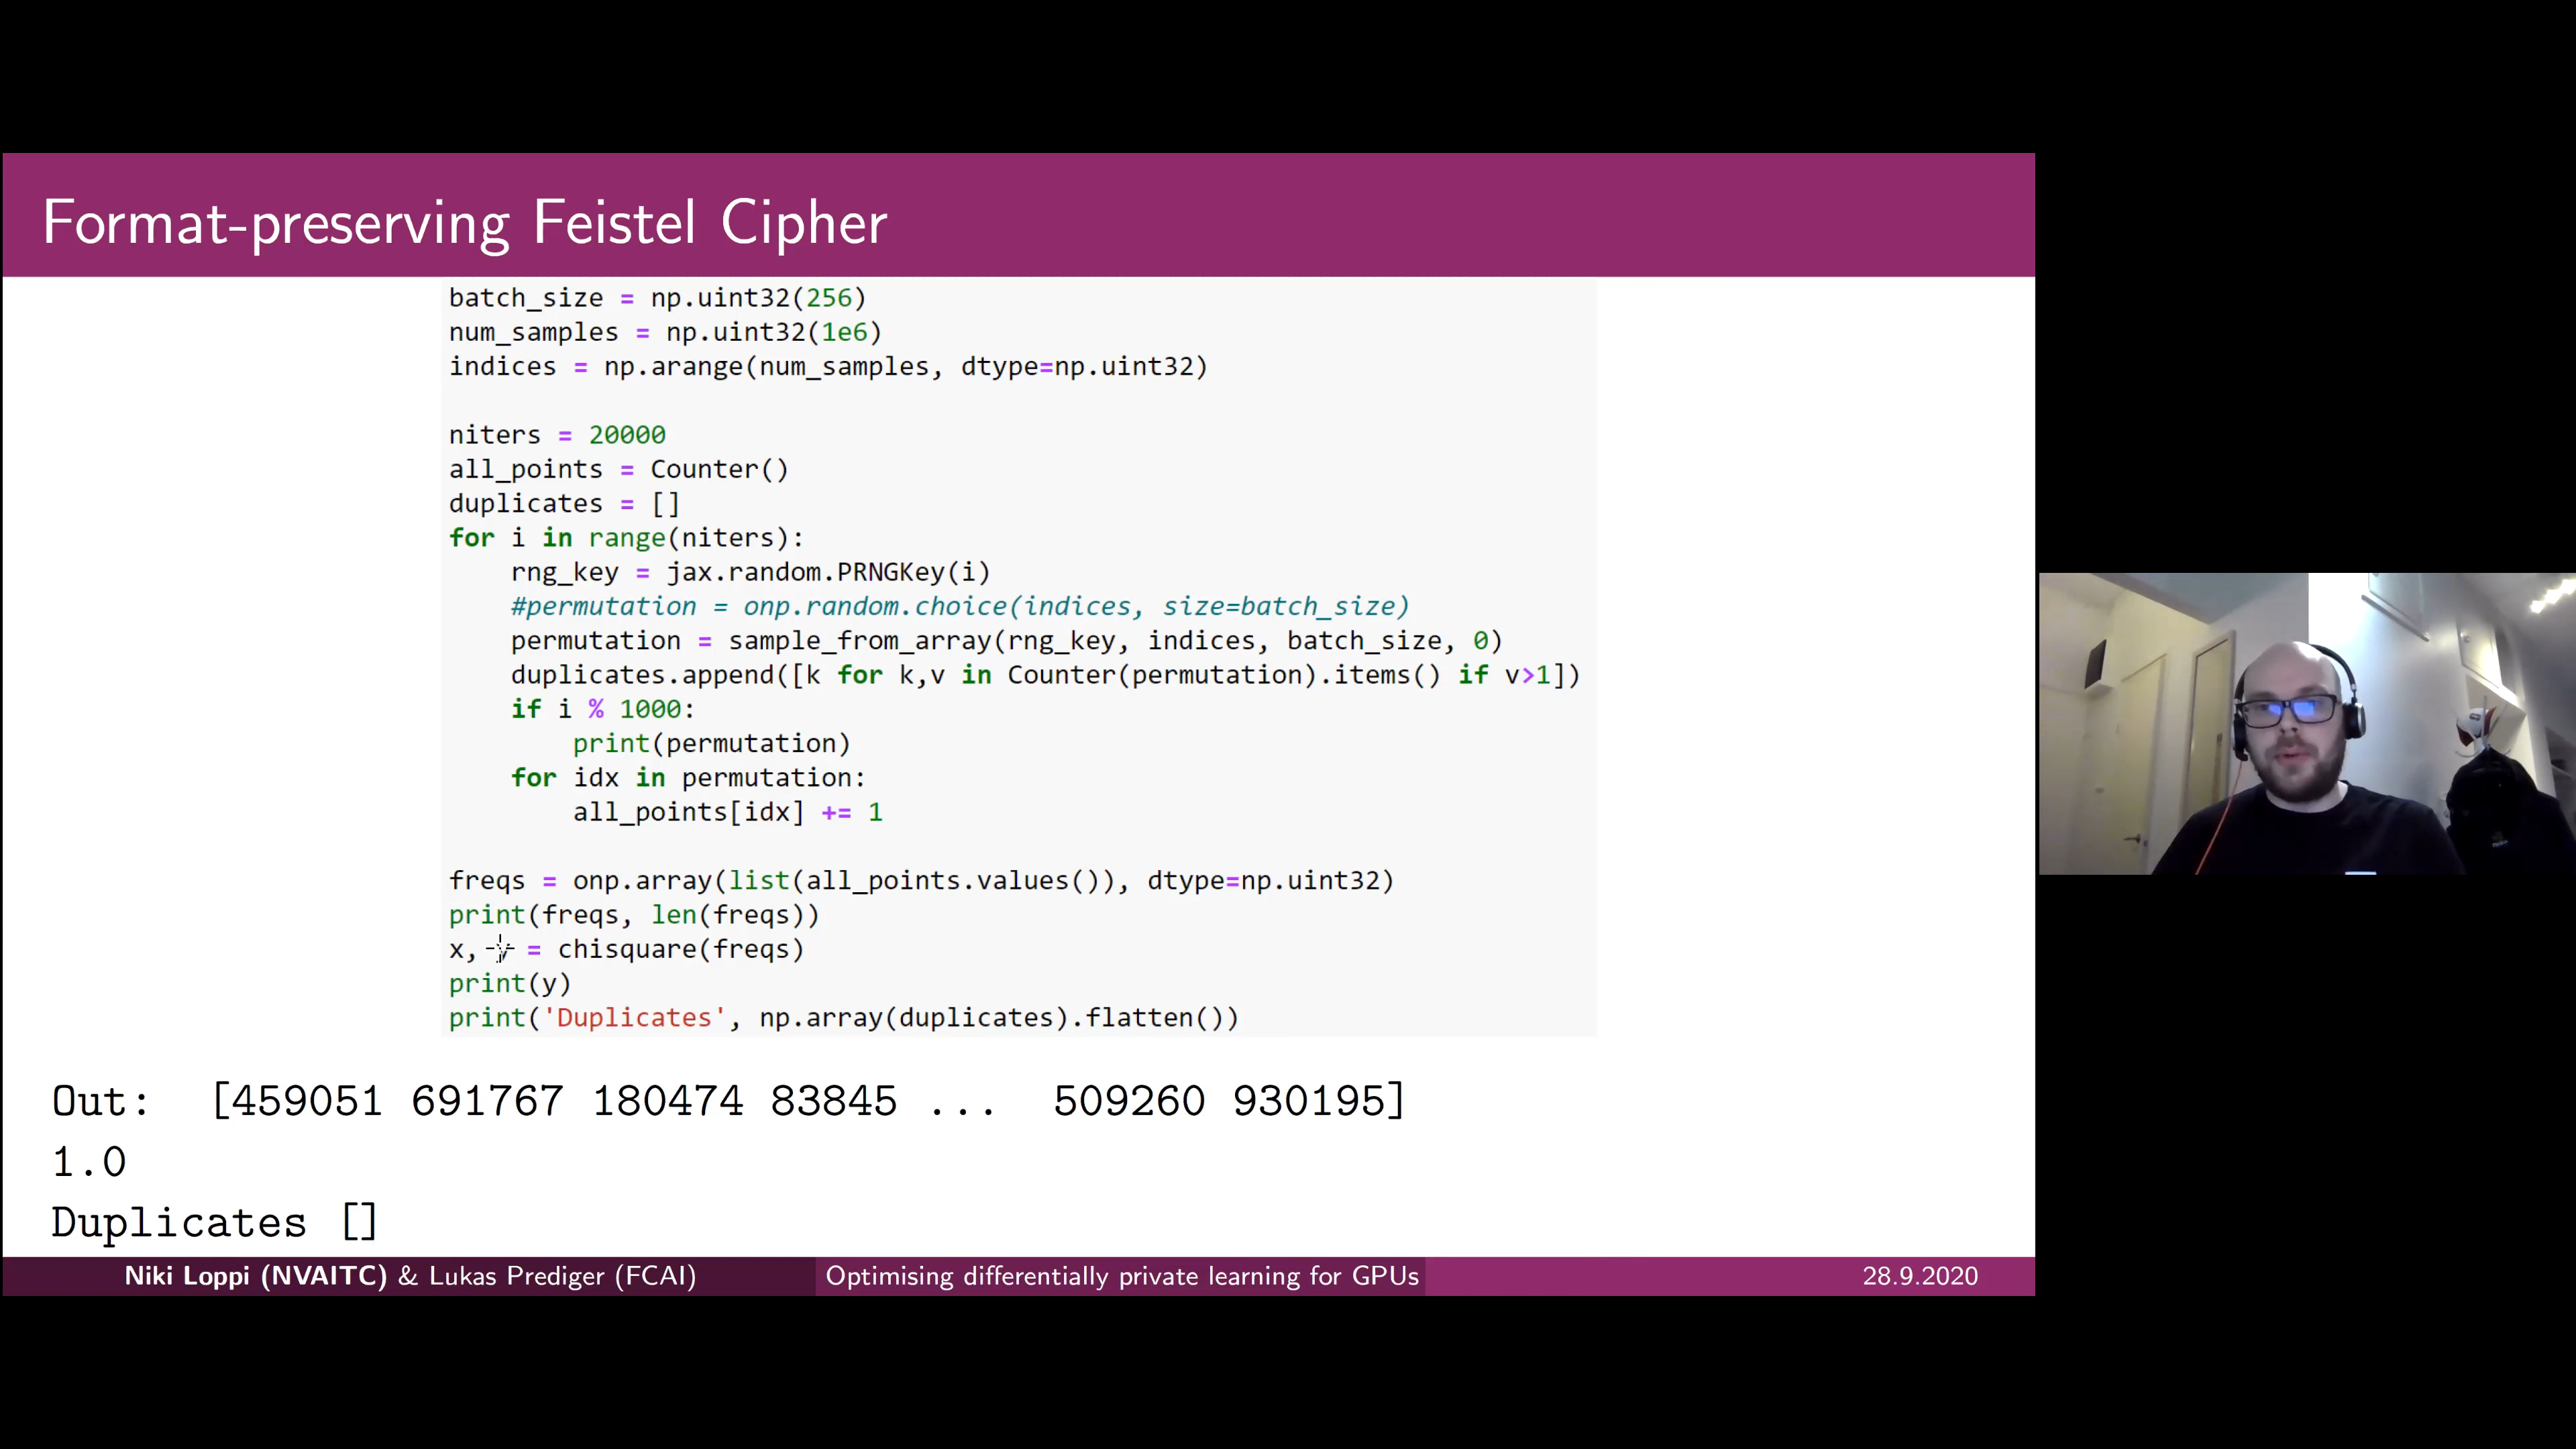 Format-preserving Feistel Cipher
batch_size = np.uint32(256)
num_samples = np.uint32(1e6)
indices = np.arange(num_samples, dtype=np.uint32)
niters = 20000
all_points = Counter()
duplicates = []
for i in range(niters):
    rng_key = jax.random.PRNGKey(i)
    #permutation = onp.random.choice(indices, size=batch_size)
    permutation = sample_from_array(rng_key, indices, batch_size, 0)
    duplicates.append([k for k,v in Counter(permutation).items() if v>1])
    if i % 1000:
        print(permutation)
    for idx in permutation:
        all_points[idx] += 1
freqs = onp.array(list(all_points.values()), dtype=np.uint32)
print(freqs, len(freqs))
x, y = chisquare(freqs)
print(y)
print('Duplicates', np.array(duplicates).flatten())
Out: [459051 691767 180474 83845 ... 509260 930195]
1.0
Duplicates []
Niki Loppi (NVAITC) & Lukas Prediger (FCAI) Optimising differentially private learning for GPUs 28.9.2020